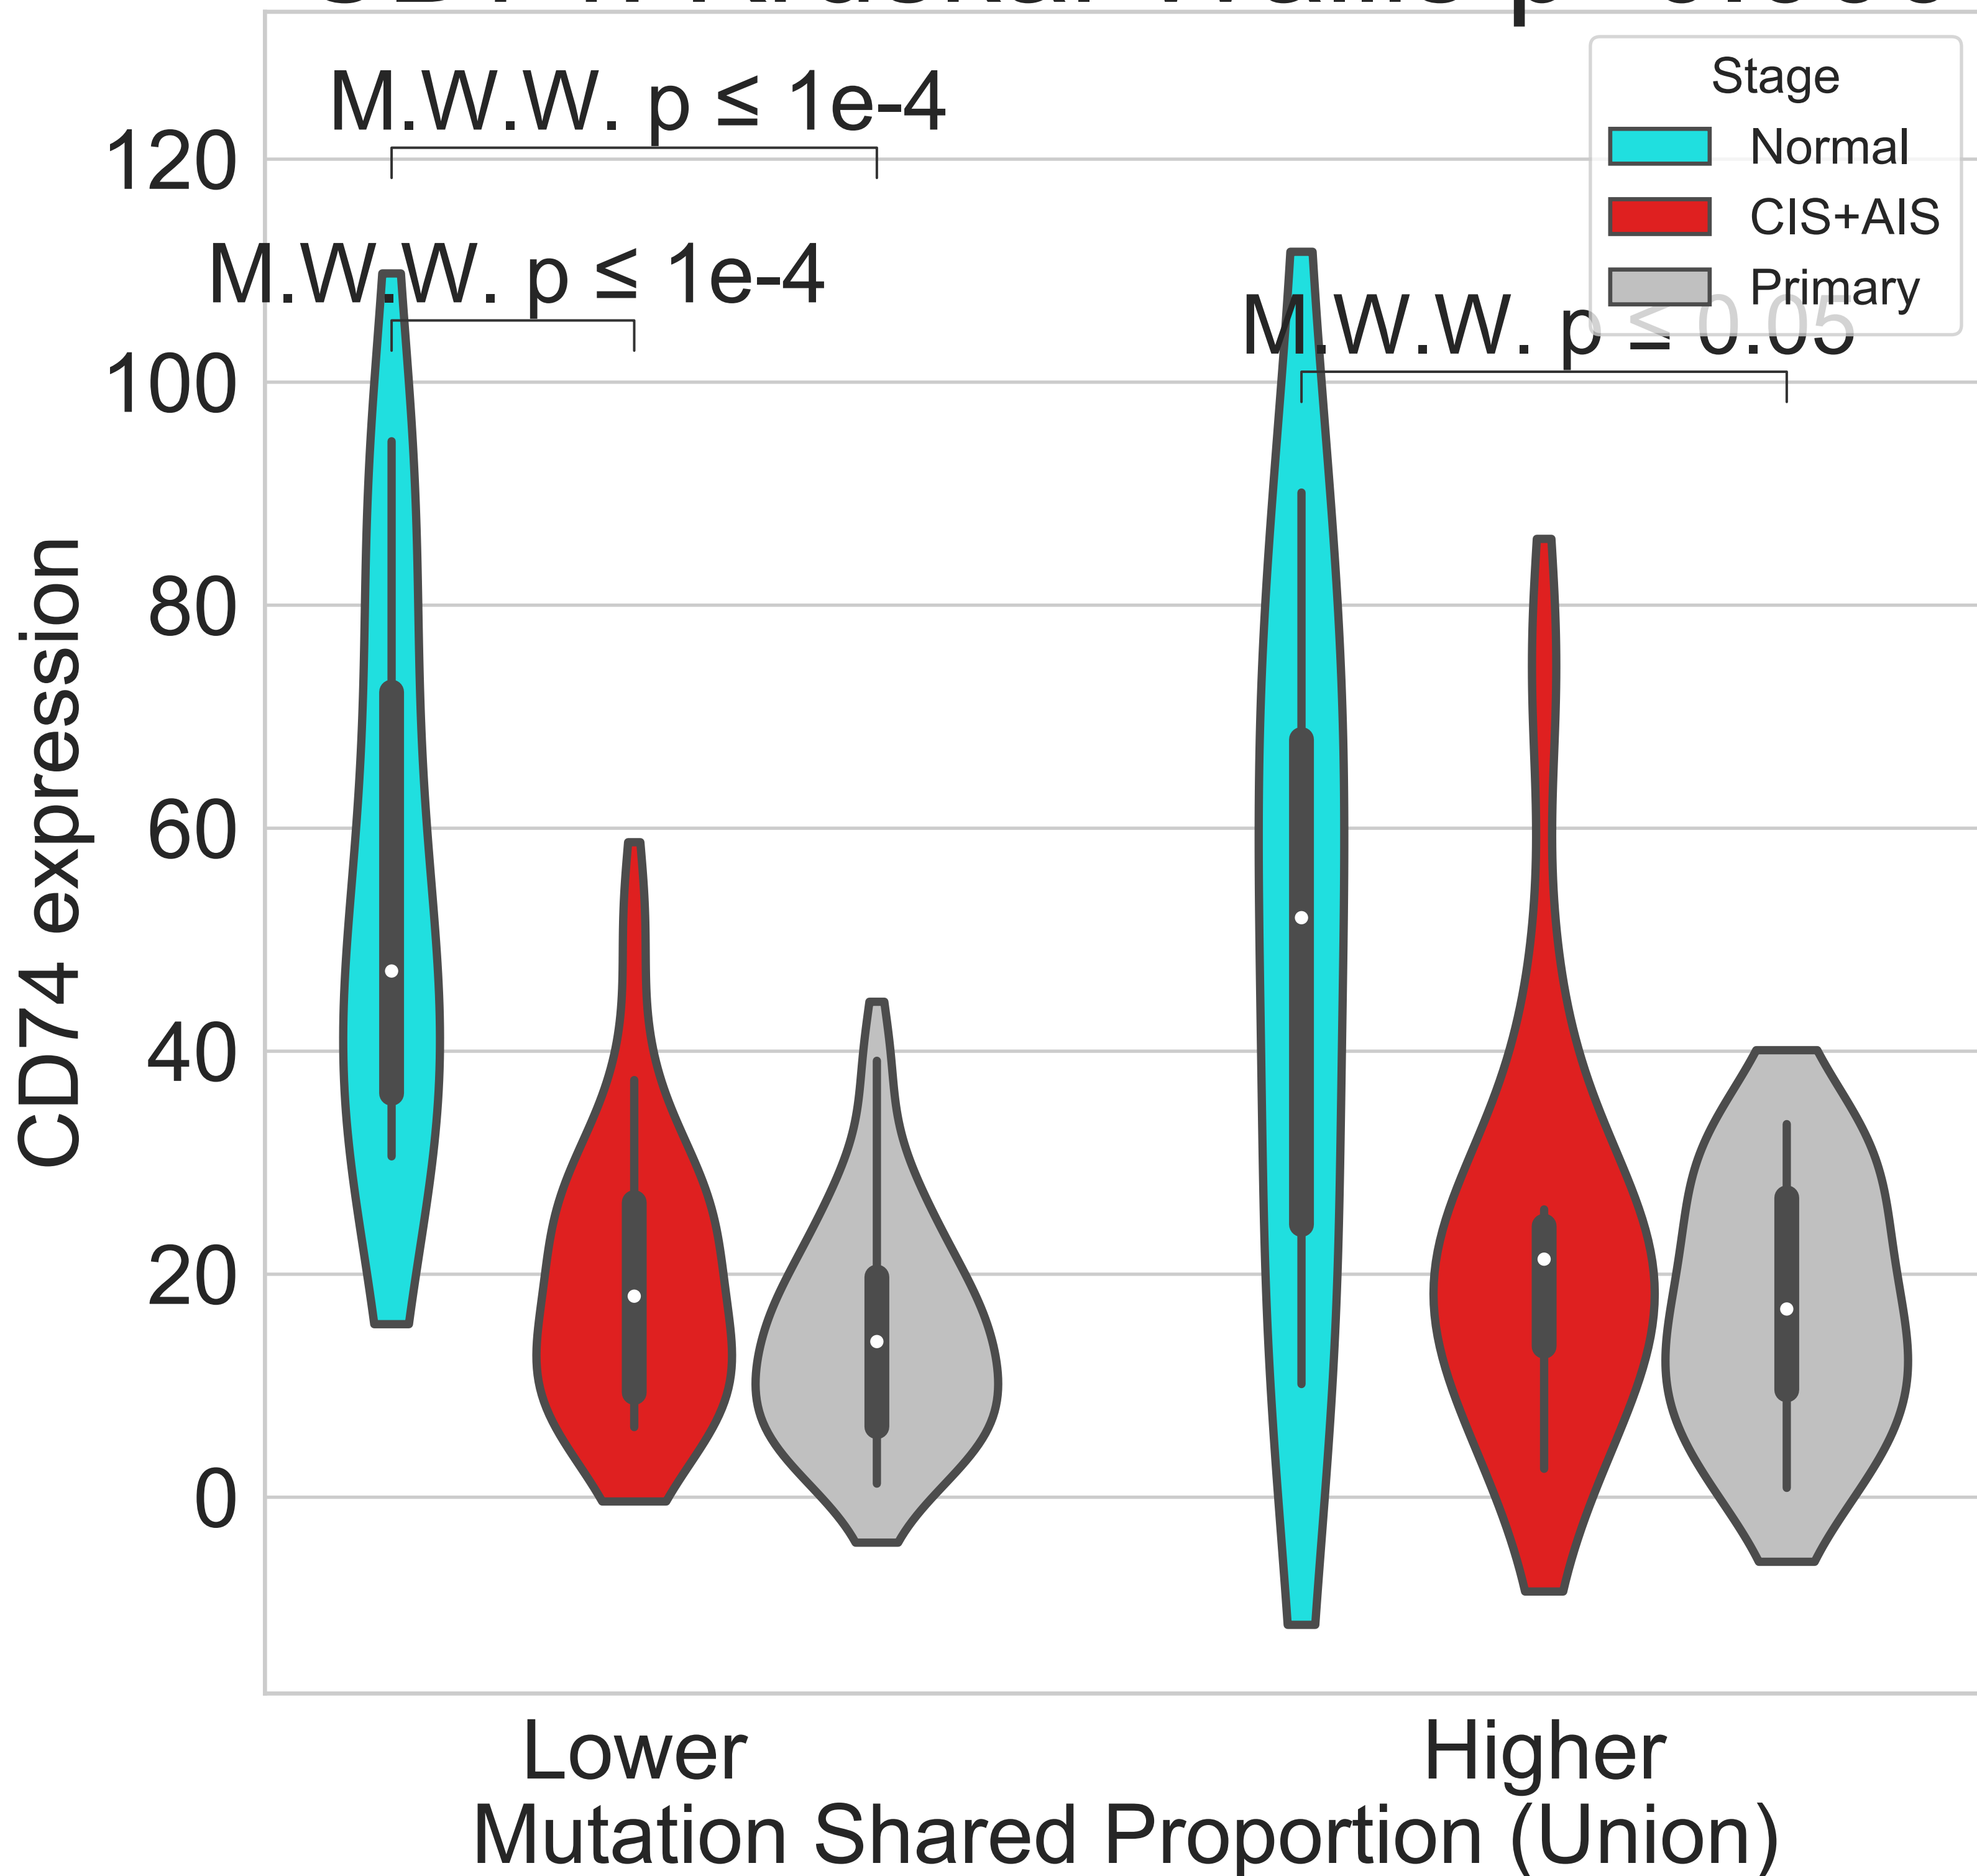 M.W.W. p ≤ 1e-4
M.W.W. p ≤ 1e-4
M.W.W. p ≤ 0.05
Stage
Normal
CIS+AIS
Primary
120
100
80
60
40
20
0
CD74 expression
Lower
Higher
Mutation Shared Proportion (Union)